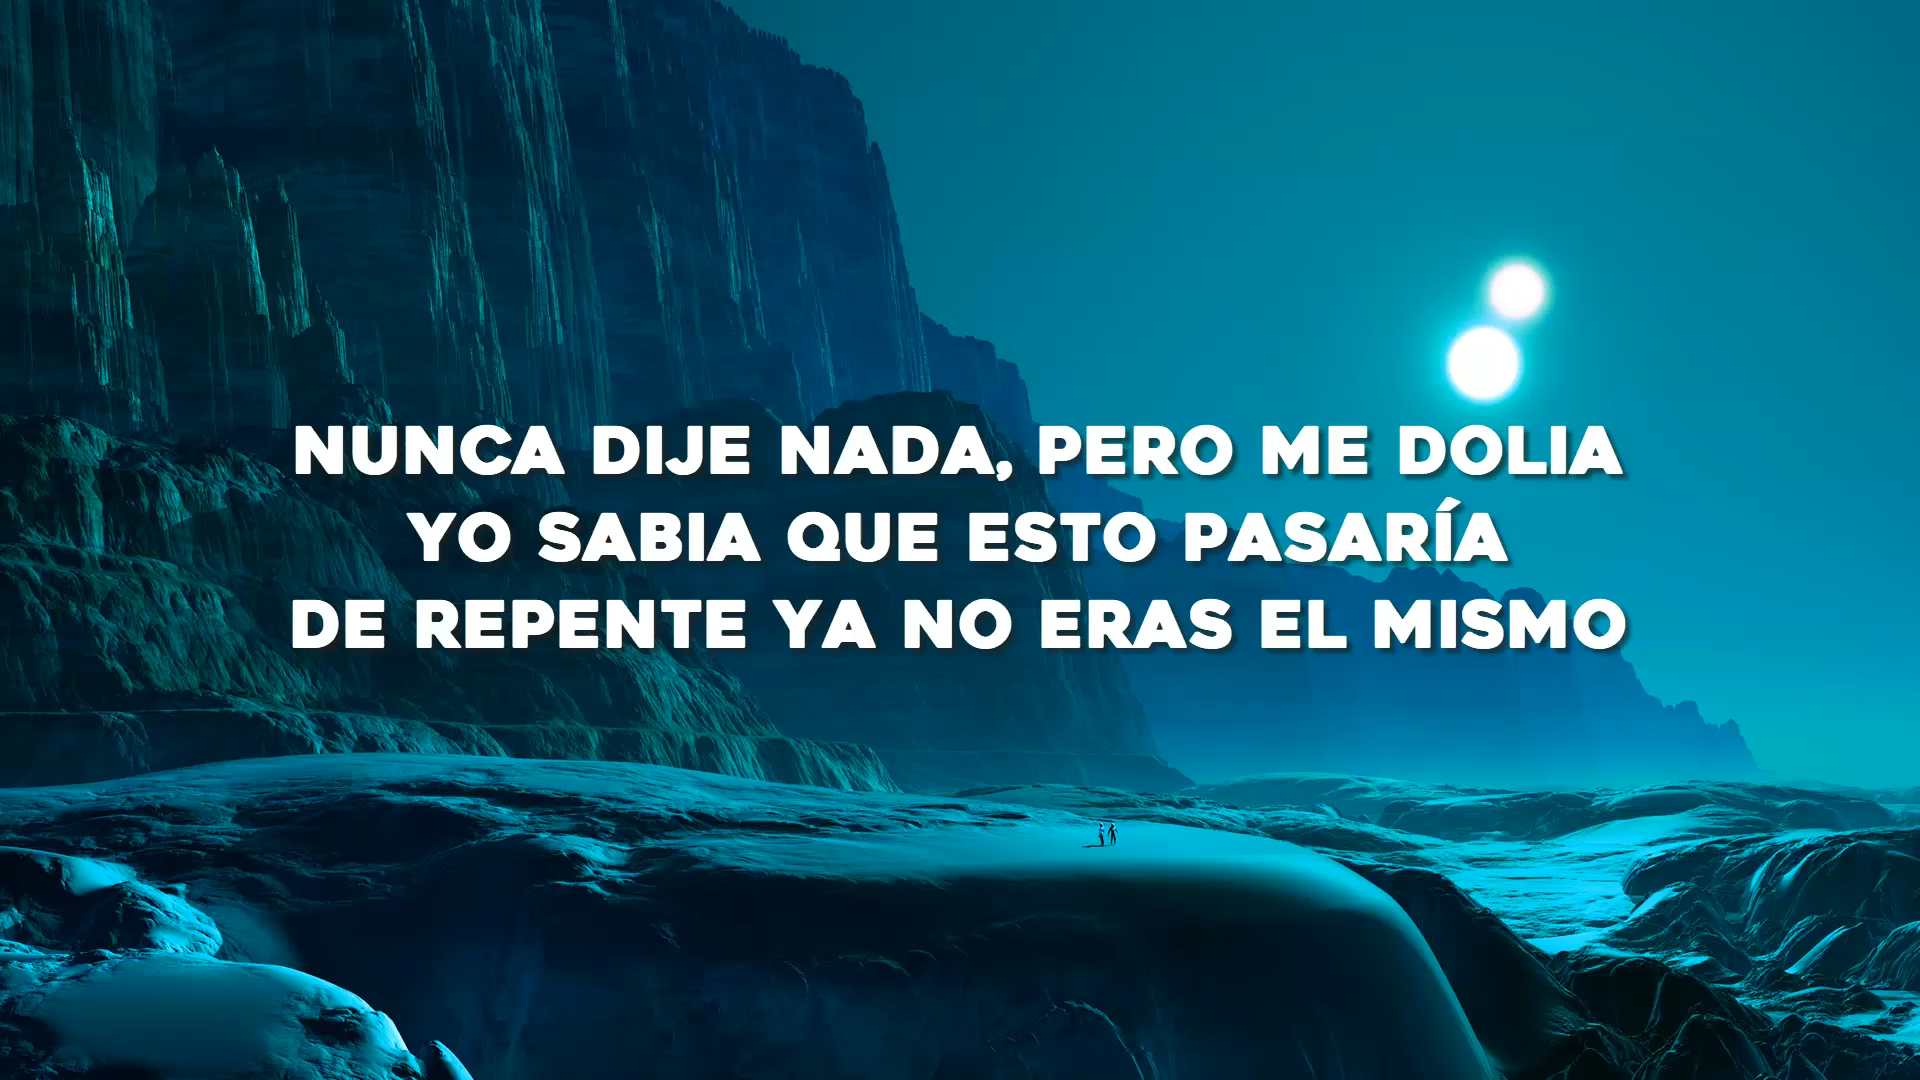 NUNCA DIJE NADA, PERO ME DOLIA
YO SABIA QUE ESTO PASARÍA
DE REPENTE YA NO ERAS EL MISMO